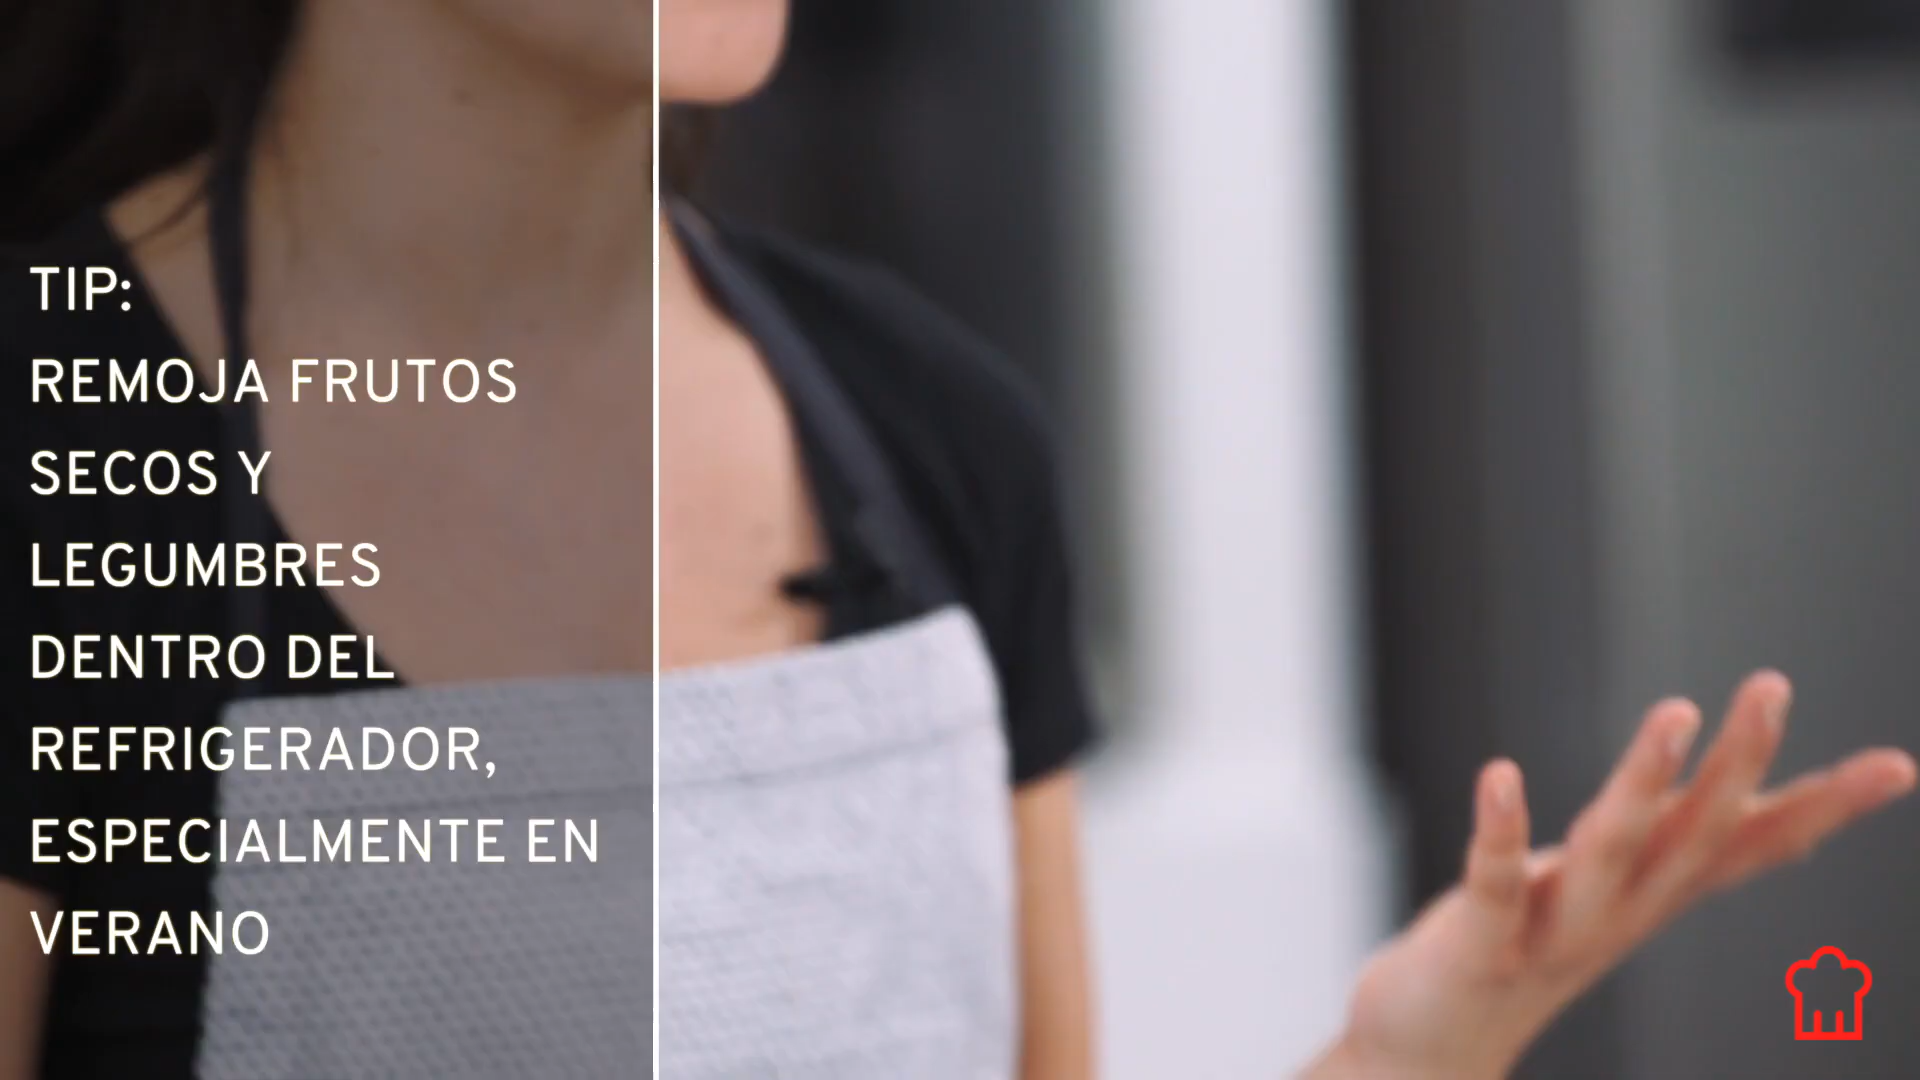 TIP:
REMOJA FRUTOS
SECOS Y
LEGUMBRES
DENTRO DEL
REFRIGERADOR,
ESPECIALMENTE EN
VERANO